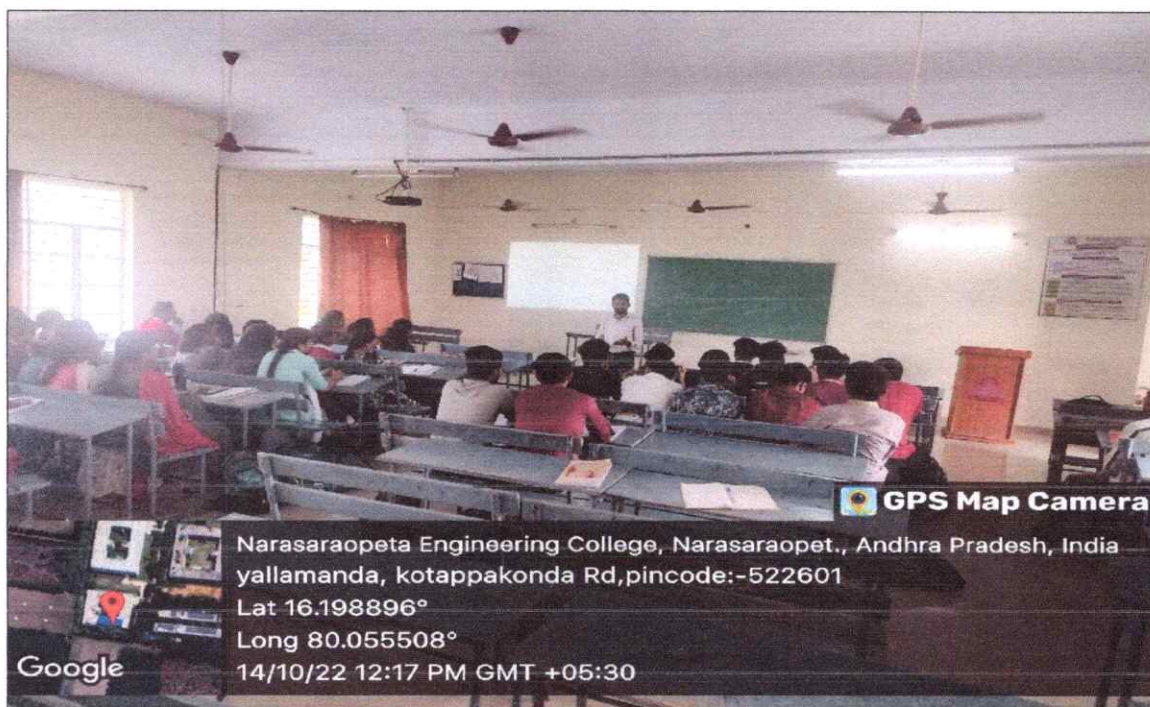 GPS Map Camera
Narasaraopeta Engineering College, Narasaraopet., Andhra Pradesh, India
yallamanda, kotappakonda Rd,pincode:-522601
Lat 16.198896°
Long 80.055508°
14/10/22 12:17 PM GMT +05:30
Google